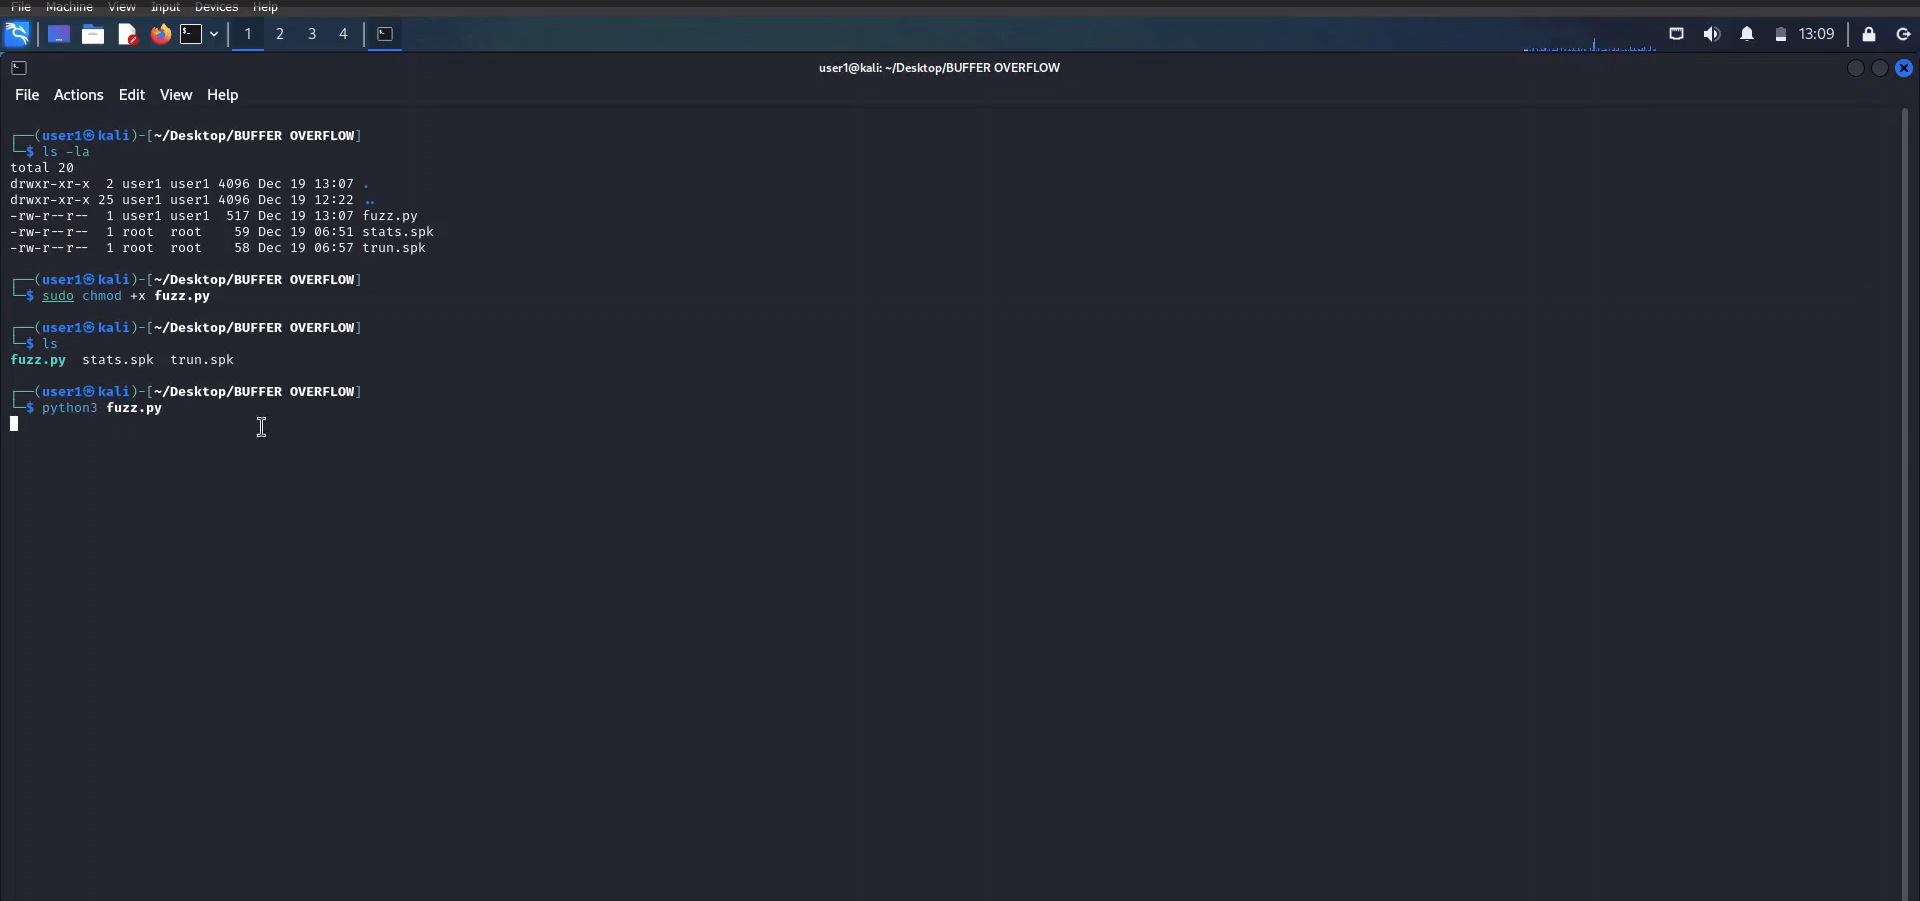 File Machine View Input Devices Help
1 2 3 4 13:09
user1@kali: ~/Desktop/BUFFER OVERFLOW
File Actions Edit View Help
┌──(user1㉿kali)-[~/Desktop/BUFFER OVERFLOW]
└─$ ls -la
total 20
drwxr-xr-x 2 user1 user1 4096 Dec 19 13:07 .
drwxr-xr-x 25 user1 user1 4096 Dec 19 12:22 ..
-rw-r--r-- 1 user1 user1 517 Dec 19 13:07 fuzz.py
-rw-r--r-- 1 root root 59 Dec 19 06:51 stats.spk
-rw-r--r-- 1 root root 58 Dec 19 06:57 trun.spk
┌──(user1㉿kali)-[~/Desktop/BUFFER OVERFLOW]
└─$ sudo chmod +x fuzz.py
┌──(user1㉿kali)-[~/Desktop/BUFFER OVERFLOW]
└─$ ls
fuzz.py stats.spk trun.spk
┌──(user1㉿kali)-[~/Desktop/BUFFER OVERFLOW]
└─$ python3 fuzz.py